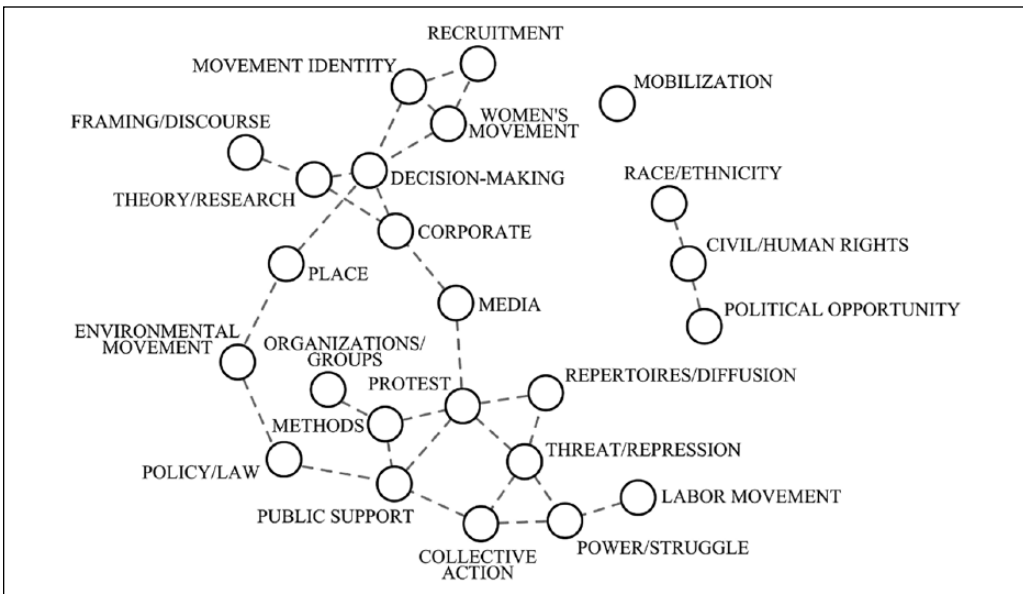 RECRUITMENT
MOVEMENT IDENTITY
MOBILIZATION
WOMEN'S
MOVEMENT
FRAMING/DISCOURSE
RACE/ETHNICITY
DECISION-MAKING
THEORY/RESEARCH
CORPORATE
CIVIL/HUMAN RIGHTS
PLACE
MEDIA
POLITICAL OPPORTUNITY
ENVIRONMENTAL
MOVEMENT
ORGANIZATIONS/
GROUPS
PROTEST
REPERTOIRES/DIFFUSION
METHODS
THREAT/REPRESSION
POLICY/LAW
LABOR MOVEMENT
PUBLIC SUPPORT
POWER/STRUGGLE
COLLECTIVE
ACTION